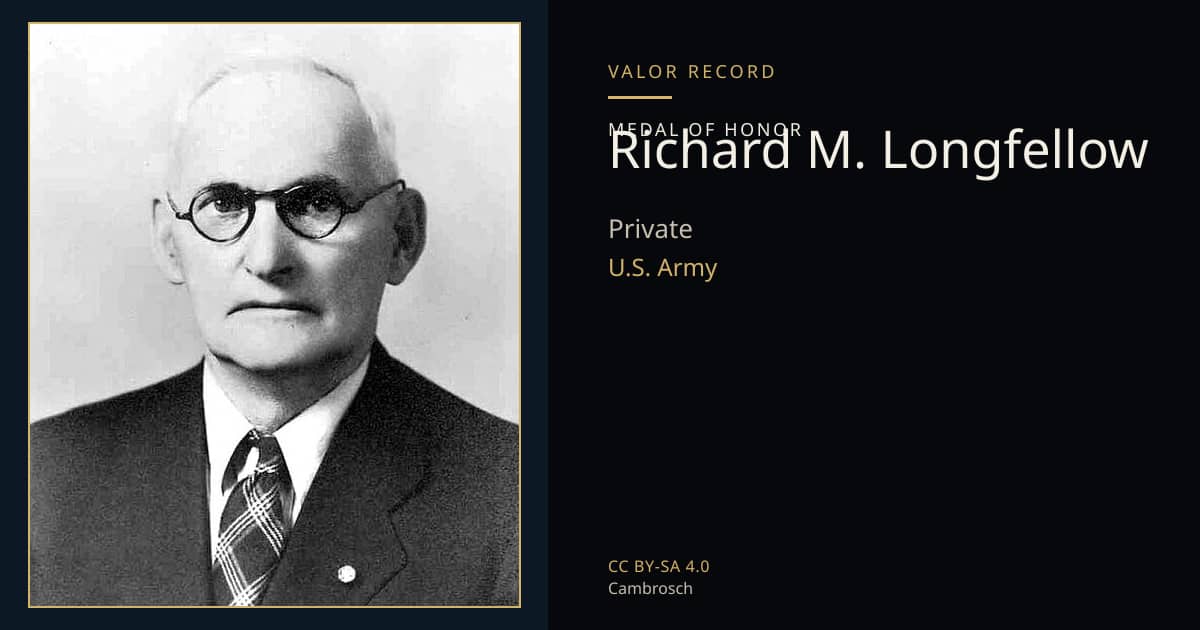 VALOR RECORD
MEDAL OF HONOR
Richard M. Longfellow
Private
U.S. Army
CC BY-SA 4.0
Cambrosch